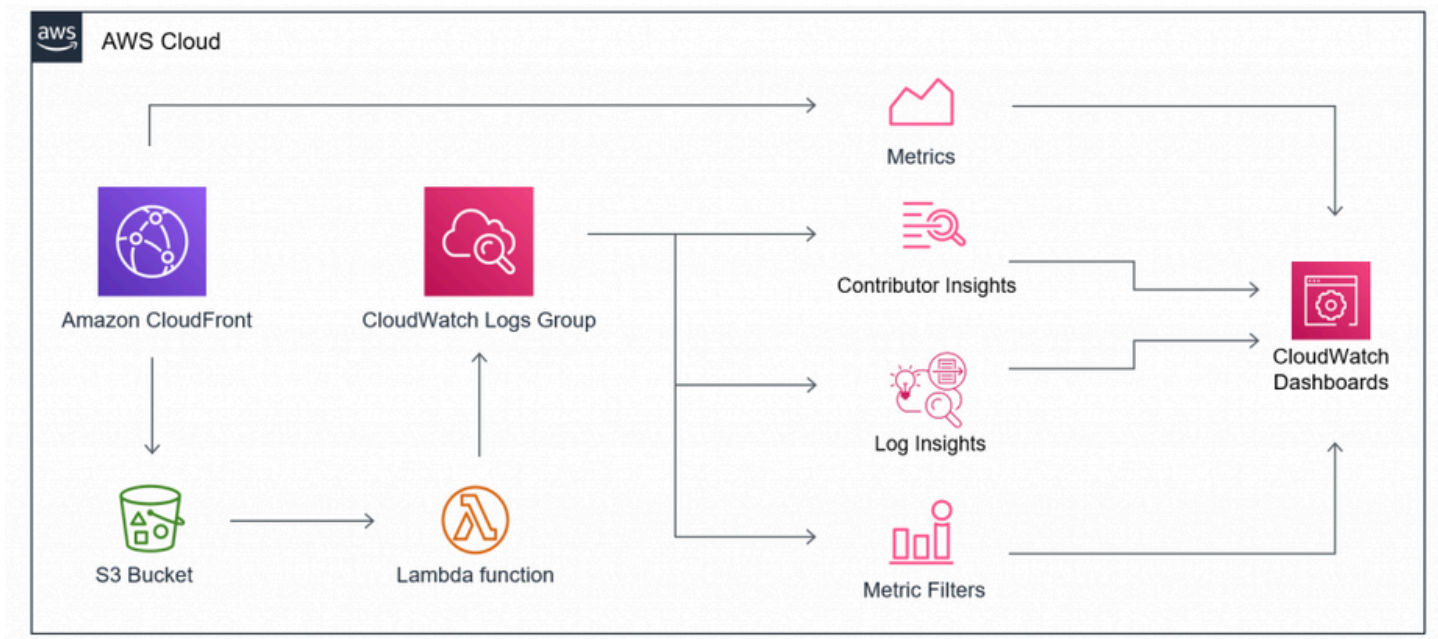 aws
AWS Cloud
Metrics
Contributor Insights
Amazon CloudFront
CloudWatch Logs Group
CloudWatch
Dashboards
Log Insights
S3 Bucket
Lambda function
Metric Filters